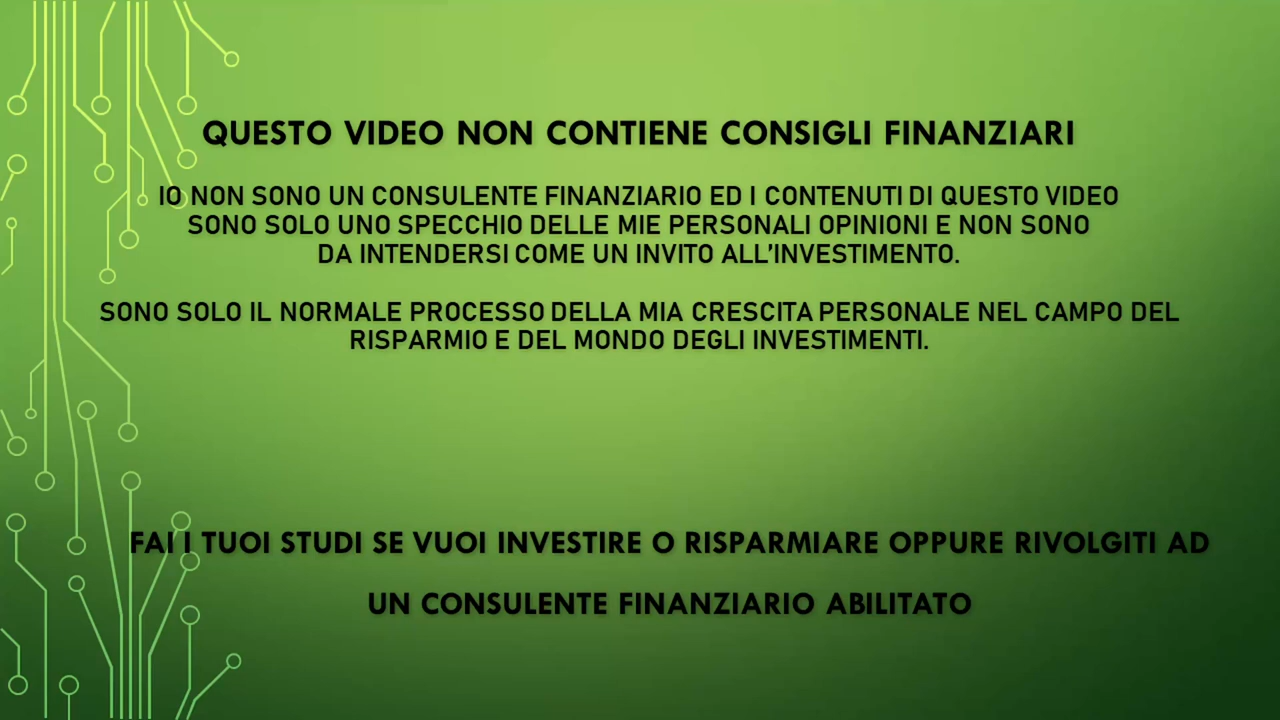 QUESTO VIDEO NON CONTIENE CONSIGLI FINANZIARI
IO NON SONO UN CONSULENTE FINANZIARIO ED I CONTENUTI DI QUESTO VIDEO
SONO SOLO UNO SPECCHIO DELLE MIE PERSONALI OPINIONI E NON SONO
DA INTENDERSI COME UN INVITO ALL'INVESTIMENTO.
SONO SOLO IL NORMALE PROCESSO DELLA MIA CRESCITA PERSONALE NEL CAMPO DEL
RISPARMIO E DEL MONDO DEGLI INVESTIMENTI.
FAI I TUOI STUDI SE VUOI INVESTIRE O RISPARMIARE OPPURE RIVOLGITI AD
UN CONSULENTE FINANZIARIO ABILITATO